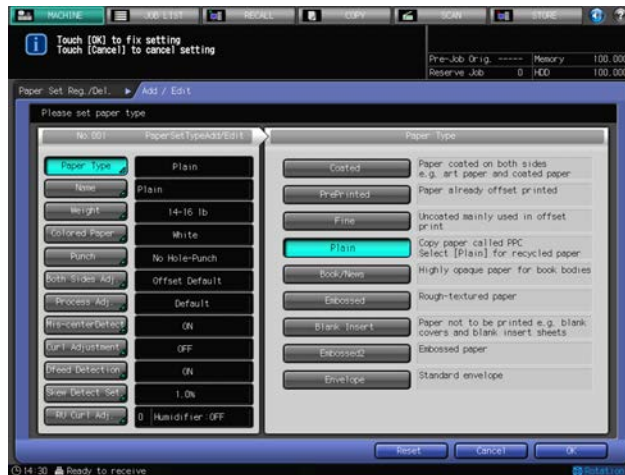 MACHINE
JOB LIST
RECALL
COPY
SCAN
STORE
Touch [OK] to fix setting
Touch [Cancel] to cancel setting
Pre-Job Orig. ----- Memory 100.00
Reserve Job 0 HDD 100.00
Paper Set Reg./Del. Add / Edit
Please set paper type
No.001 PaperSetTypeAdd/Edit
Paper Type Plain
Name Plain
Weight 14-16 lb
Colored Paper White
Punch No Hole-Punch
Both Sides Adj. Offset Default
Process Adj. Default
Mis-centerDetect ON
Curl Adjustment OFF
Dfeed Detection ON
Skew Detect Set. 1.0%
RU Curl Adj. 0 Humidifier:OFF
Paper Type
Coated Paper coated on both sides
e.g. art paper and coated paper
PrePrinted Paper already offset printed
Fine Uncoated mainly used in offset
print
Plain Copy paper called PPC
Select [Plain] for recycled paper
Book/News Highly opaque paper for book bodies
Embossed Rough-textured paper
Blank Insert Paper not to be printed e.g. blank
covers and blank insert sheets
Embossed2 Embossed paper
Envelope Standard envelope
Reset Cancel OK
14:30 Ready to receive
Rotation